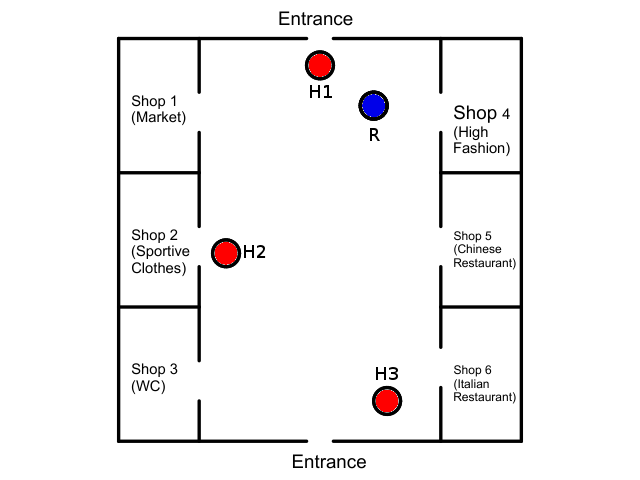 Entrance
H1
R
Shop 1
(Market)
Shop 4
(High
Fashion)
Shop 2
(Sportive
Clothes)
H2
Shop 5
(Chinese
Restaurant)
Shop 3
(WC)
H3
Shop 6
(Italian
Restaurant)
Entrance